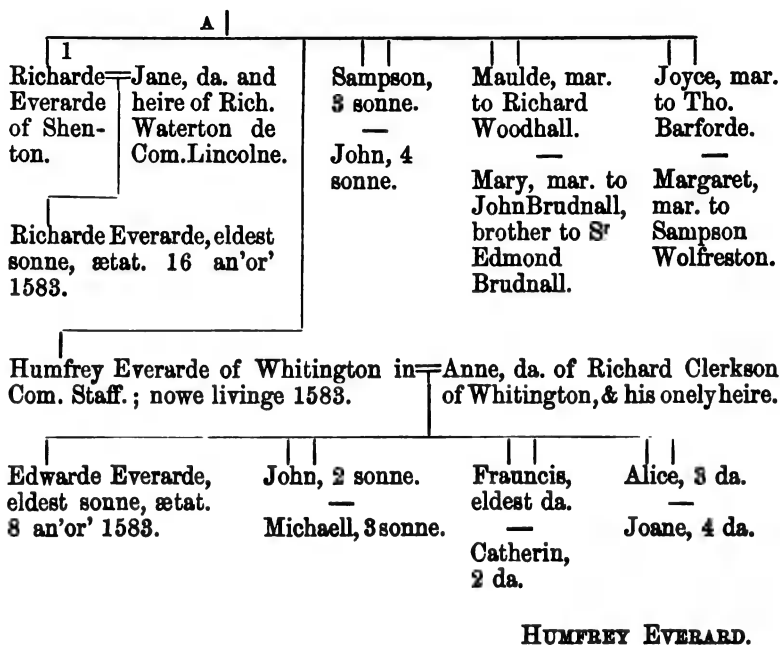 A
1
Richarde=Jane, da. and
Everarde heire of Rich.
of Shen- Waterton de
ton. Com.Lincolne.
Sampson,
3 sonne.
—
John, 4
sonne.
Maulde, mar.
to Richard
Woodhall.
—
Mary, mar. to
JohnBrudnall,
brother to Sr
Edmond
Brudnall.
Joyce, mar.
to Tho.
Barforde.
—
Margaret,
mar. to
Sampson
Wolfreston.
Richarde Everarde, eldest
sonne, ætat. 16 an'or'
1583.
Humfrey Everarde of Whitington in=Anne, da. of Richard Clerkson
Com. Staff.; nowe livinge 1583. of Whitington, & his onely heire.
Edwarde Everarde,
eldest sonne, ætat.
8 an'or' 1583.
John, 2 sonne.
—
Michaell, 3 sonne.
Frauncis,
eldest da.
—
Catherin,
2 da.
Alice, 3 da.
—
Joane, 4 da.
HUMFREY EVERARD.